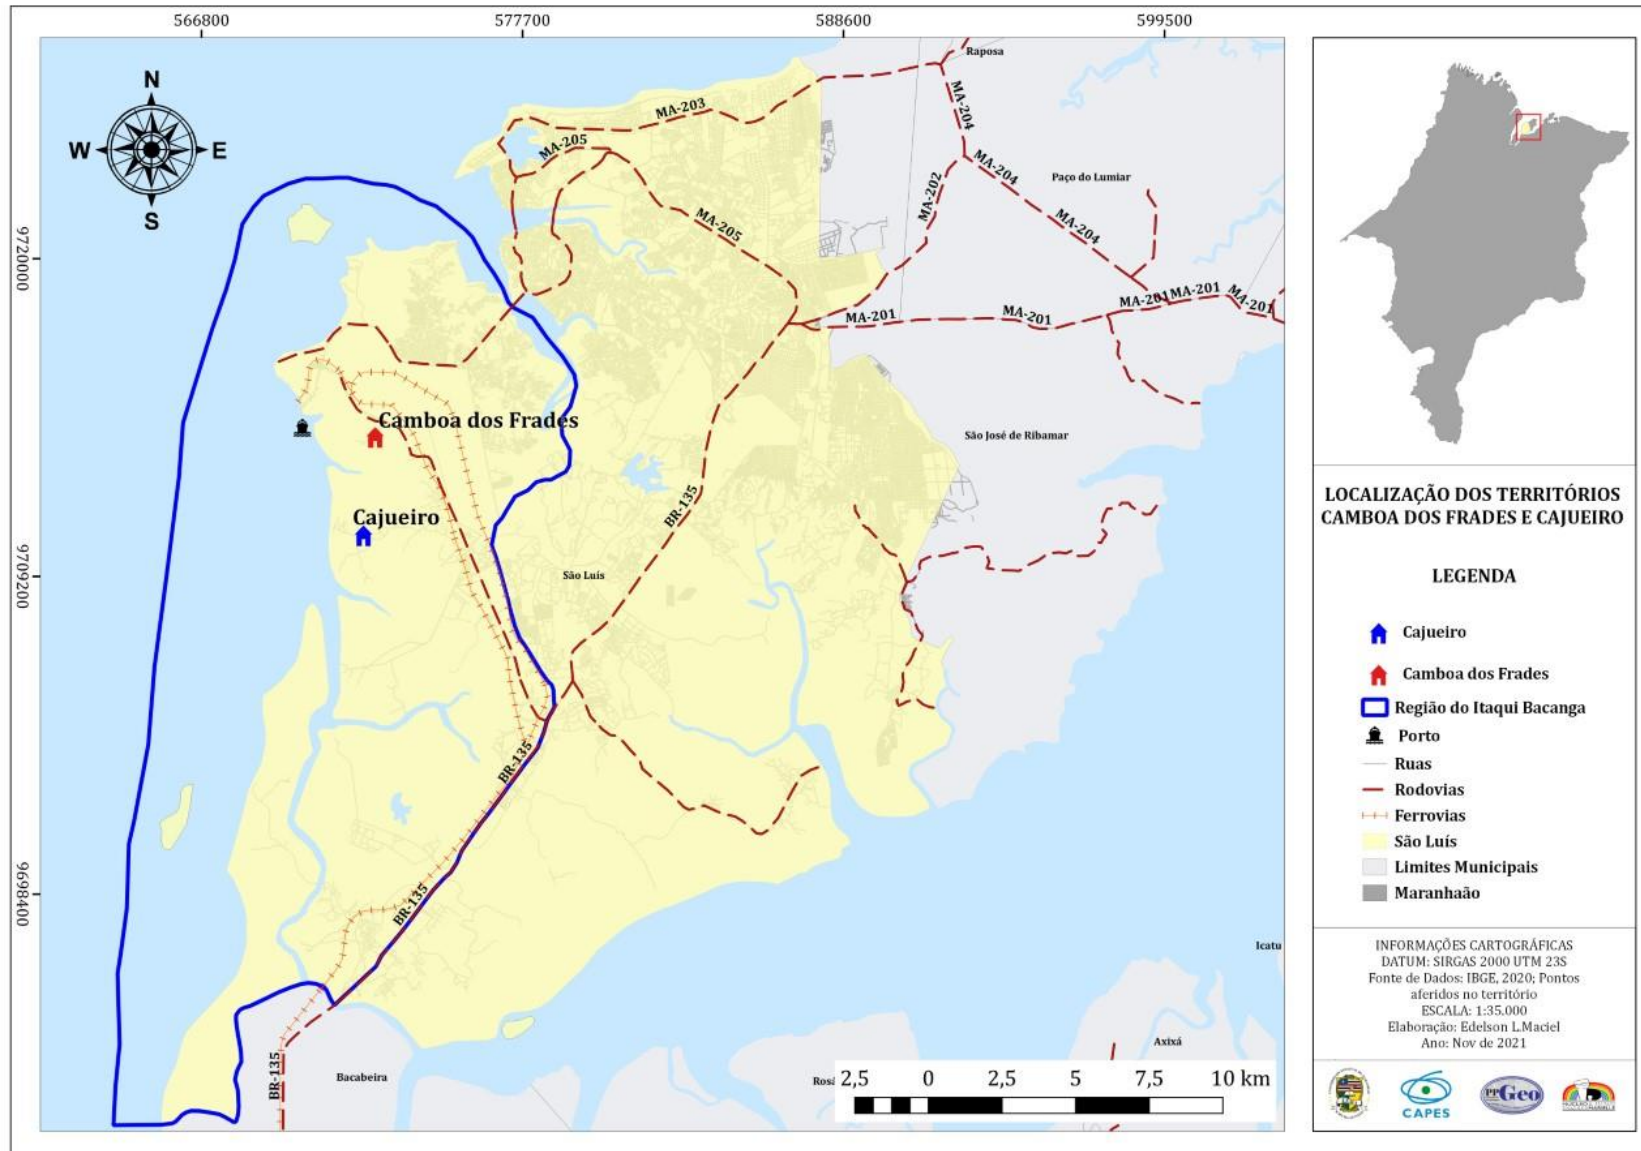 566800
577700
588600
599500
N
W
E
S
9720000
9709200
9698400
Raposa
MA-203
MA-204
MA-205
MA-204
Paço do Lumiar
MA-202
MA-205
MA-204
MA-201
MA-201
MA-201
MA-201
MA-201
Camboa dos Frades
São José de Ribamar
BR-135
Cajueiro
São Luís
BR-135
BR-135
Icatu
BR-135
Axixá
Bacabeira
2,5 0 2,5 5 7,5 10 km
LOCALIZAÇÃO DOS TERRITÓRIOS
CAMBOA DOS FRADES E CAJUEIRO
LEGENDA
Cajueiro
Camboa dos Frades
Região do Itaqui Bacanga
Porto
Ruas
Rodovias
Ferrovias
São Luís
Limites Municipais
Maranhaão
INFORMAÇÕES CARTOGRÁFICAS
DATUM: SIRGAS 2000 UTM 23S
Fonte de Dados: IBGE, 2020; Pontos
aferidos no território
ESCALA: 1:35.000
Elaboração: Edelson L.Maciel
Ano: Nov de 2021
CAPES
PPGeo